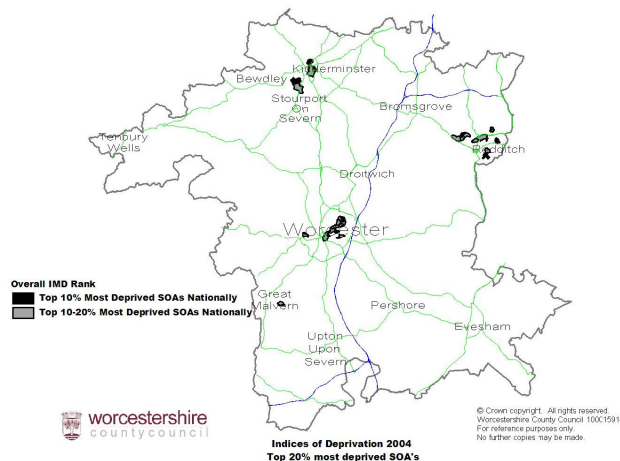 Kidderminster
Bewdley
Stourport
On
Severn
Bromsgrove
Tenbury
Wells
Redditch
Droitwich
Worcester
Overall IMD Rank
Top 10% Most Deprived SOAs Nationally
Top 10-20% Most Deprived SOAs Nationally
Great
Malvern
Pershore
Evesham
Upton
Upon
Severn
worcestershire
countycouncil
© Crown copyright. All rights reserved.
Worcestershire County Council 100015914
For reference purposes only.
No further copies may be made.
Indices of Deprivation 2004
Top 20% most deprived SOA's